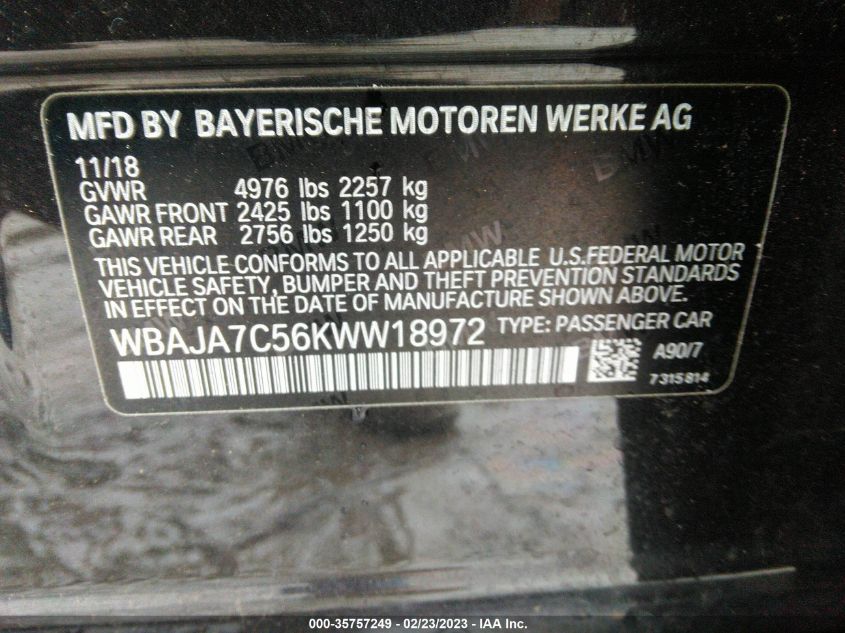 MFD BY BAYERISCHE MOTOREN WERKE AG
11/18
GVWR 4976 lbs 2257 kg
GAWR FRONT 2425 lbs 1100 kg
GAWR REAR 2756 lbs 1250 kg
THIS VEHICLE CONFORMS TO ALL APPLICABLE U.S.FEDERAL MOTOR
VEHICLE SAFETY, BUMPER AND THEFT PREVENTION STANDARDS
IN EFFECT ON THE DATE OF MANUFACTURE SHOWN ABOVE.
WBAJA7C56KWW18972 TYPE: PASSENGER CAR
A90/7
7315814
000-35757249 - 02/23/2023 - IAA Inc.